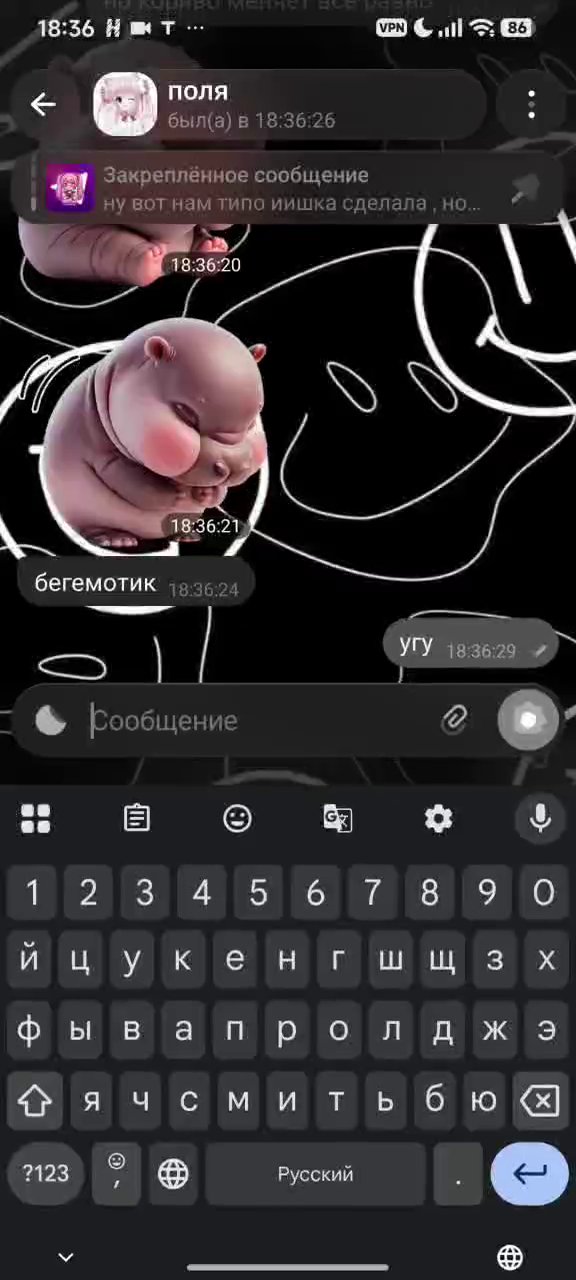 18:36
VPN
86
поля
был(а) в 18:36:26
Закреплённое сообщение
ну вот нам типо иишка сделала , но...
18:36:20
18:36:21
бегемотик 18:36:24
угу 18:36:29
Сообщение
1 2 3 4 5 6 7 8 9 0
й ц у к е н г ш щ з х
ф ы в а п р о л д ж э
я ч с м и т ь б ю
?123 , Русский .